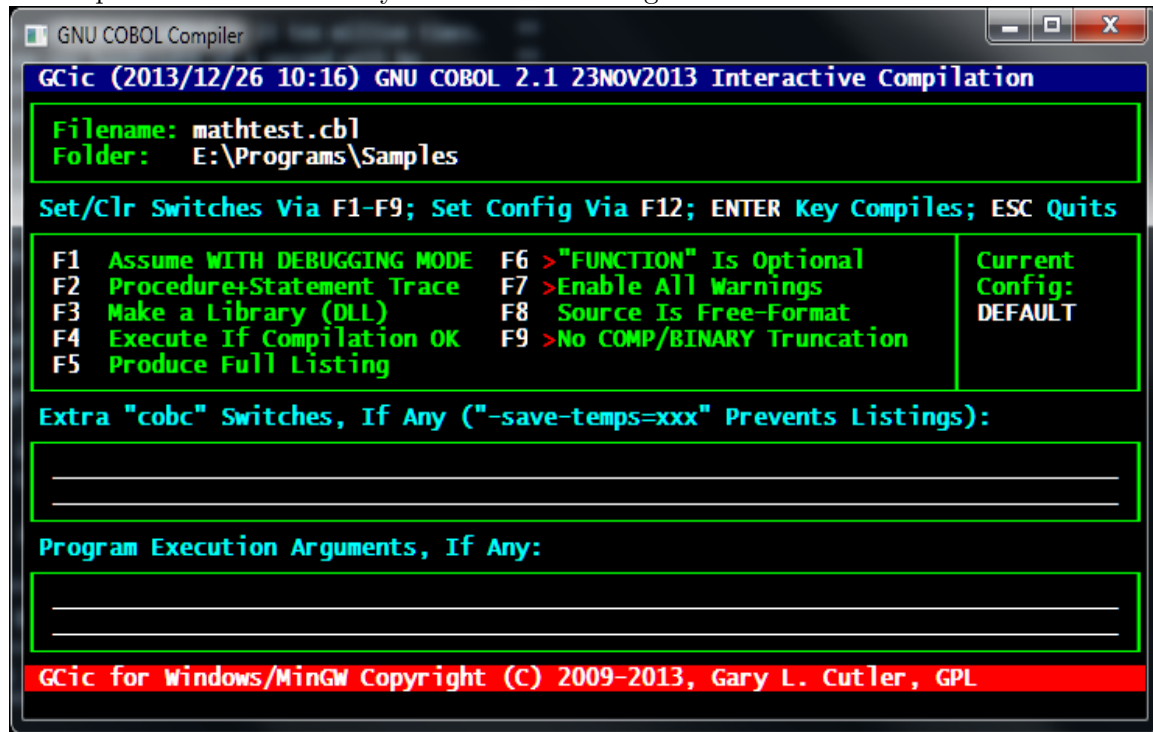 GNU COBOL Compiler
GCic (2013/12/26 10:16) GNU COBOL 2.1 23NOV2013 Interactive Compilation
Filename: mathtest.cbl
Folder: E:\Programs\Samples
Set/Clr Switches Via F1-F9; Set Config Via F12; ENTER Key Compiles; ESC Quits
F1 Assume WITH DEBUGGING MODE F6 >"FUNCTION" Is Optional Current
F2 Procedure+Statement Trace F7 >Enable All Warnings Config:
F3 Make a Library (DLL) F8 Source Is Free-Format DEFAULT
F4 Execute If Compilation OK F9 >No COMP/BINARY Truncation
F5 Produce Full Listing
Extra "cobc" Switches, If Any ("-save-temps=xxx" Prevents Listings):
Program Execution Arguments, If Any:
GCic for Windows/MinGW Copyright (C) 2009-2013, Gary L. Cutler, GPL